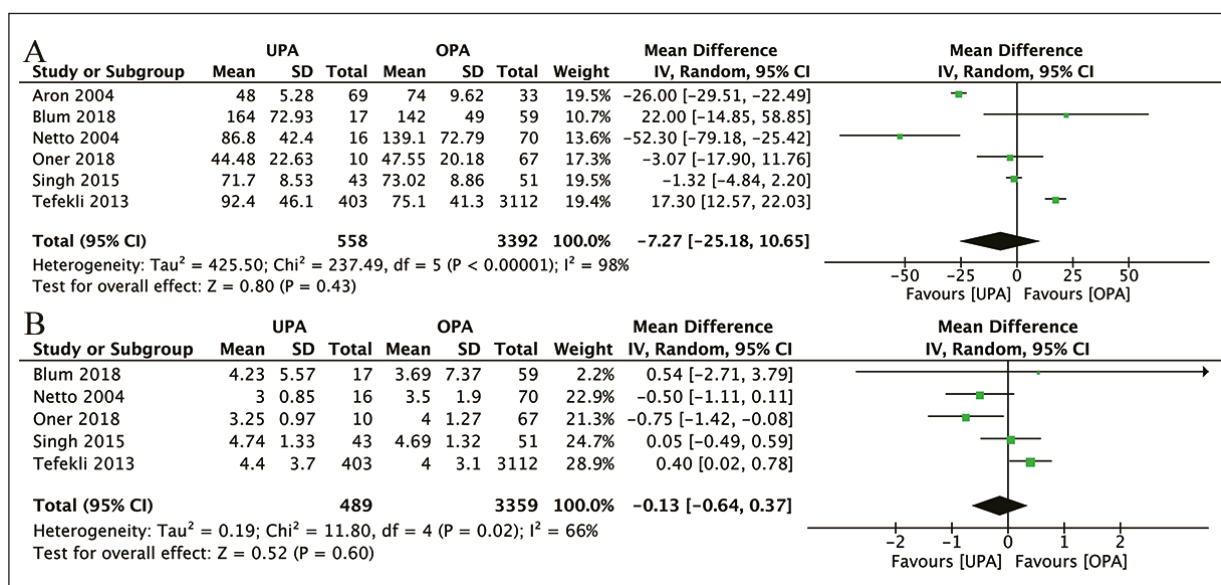 A
UPA OPA Mean Difference Mean Difference
Study or Subgroup Mean SD Total Mean SD Total Weight IV, Random, 95% CI IV, Random, 95% CI
Aron 2004 48 5.28 69 74 9.62 33 19.5% −26.00 [−29.51, −22.49]
Blum 2018 164 72.93 17 142 49 59 10.7% 22.00 [−14.85, 58.85]
Netto 2004 86.8 42.4 16 139.1 72.79 70 13.6% −52.30 [−79.18, −25.42]
Oner 2018 44.48 22.63 10 47.55 20.18 67 17.3% −3.07 [−17.90, 11.76]
Singh 2015 71.7 8.53 43 73.02 8.86 51 19.5% −1.32 [−4.84, 2.20]
Tefekli 2013 92.4 46.1 403 75.1 41.3 3112 19.4% 17.30 [12.57, 22.03]
Total (95% CI) 558 3392 100.0% −7.27 [−25.18, 10.65]
Heterogeneity: Tau² = 425.50; Chi² = 237.49, df = 5 (P < 0.00001); I² = 98%
Test for overall effect: Z = 0.80 (P = 0.43)
−50 −25 0 25 50
Favours [UPA] Favours [OPA]
B
UPA OPA Mean Difference Mean Difference
Study or Subgroup Mean SD Total Mean SD Total Weight IV, Random, 95% CI IV, Random, 95% CI
Blum 2018 4.23 5.57 17 3.69 7.37 59 2.2% 0.54 [−2.71, 3.79]
Netto 2004 3 0.85 16 3.5 1.9 70 22.9% −0.50 [−1.11, 0.11]
Oner 2018 3.25 0.97 10 4 1.27 67 21.3% −0.75 [−1.42, −0.08]
Singh 2015 4.74 1.33 43 4.69 1.32 51 24.7% 0.05 [−0.49, 0.59]
Tefekli 2013 4.4 3.7 403 4 3.1 3112 28.9% 0.40 [0.02, 0.78]
Total (95% CI) 489 3359 100.0% −0.13 [−0.64, 0.37]
Heterogeneity: Tau² = 0.19; Chi² = 11.80, df = 4 (P = 0.02); I² = 66%
Test for overall effect: Z = 0.52 (P = 0.60)
−2 −1 0 1 2
Favours [UPA] Favours [OPA]